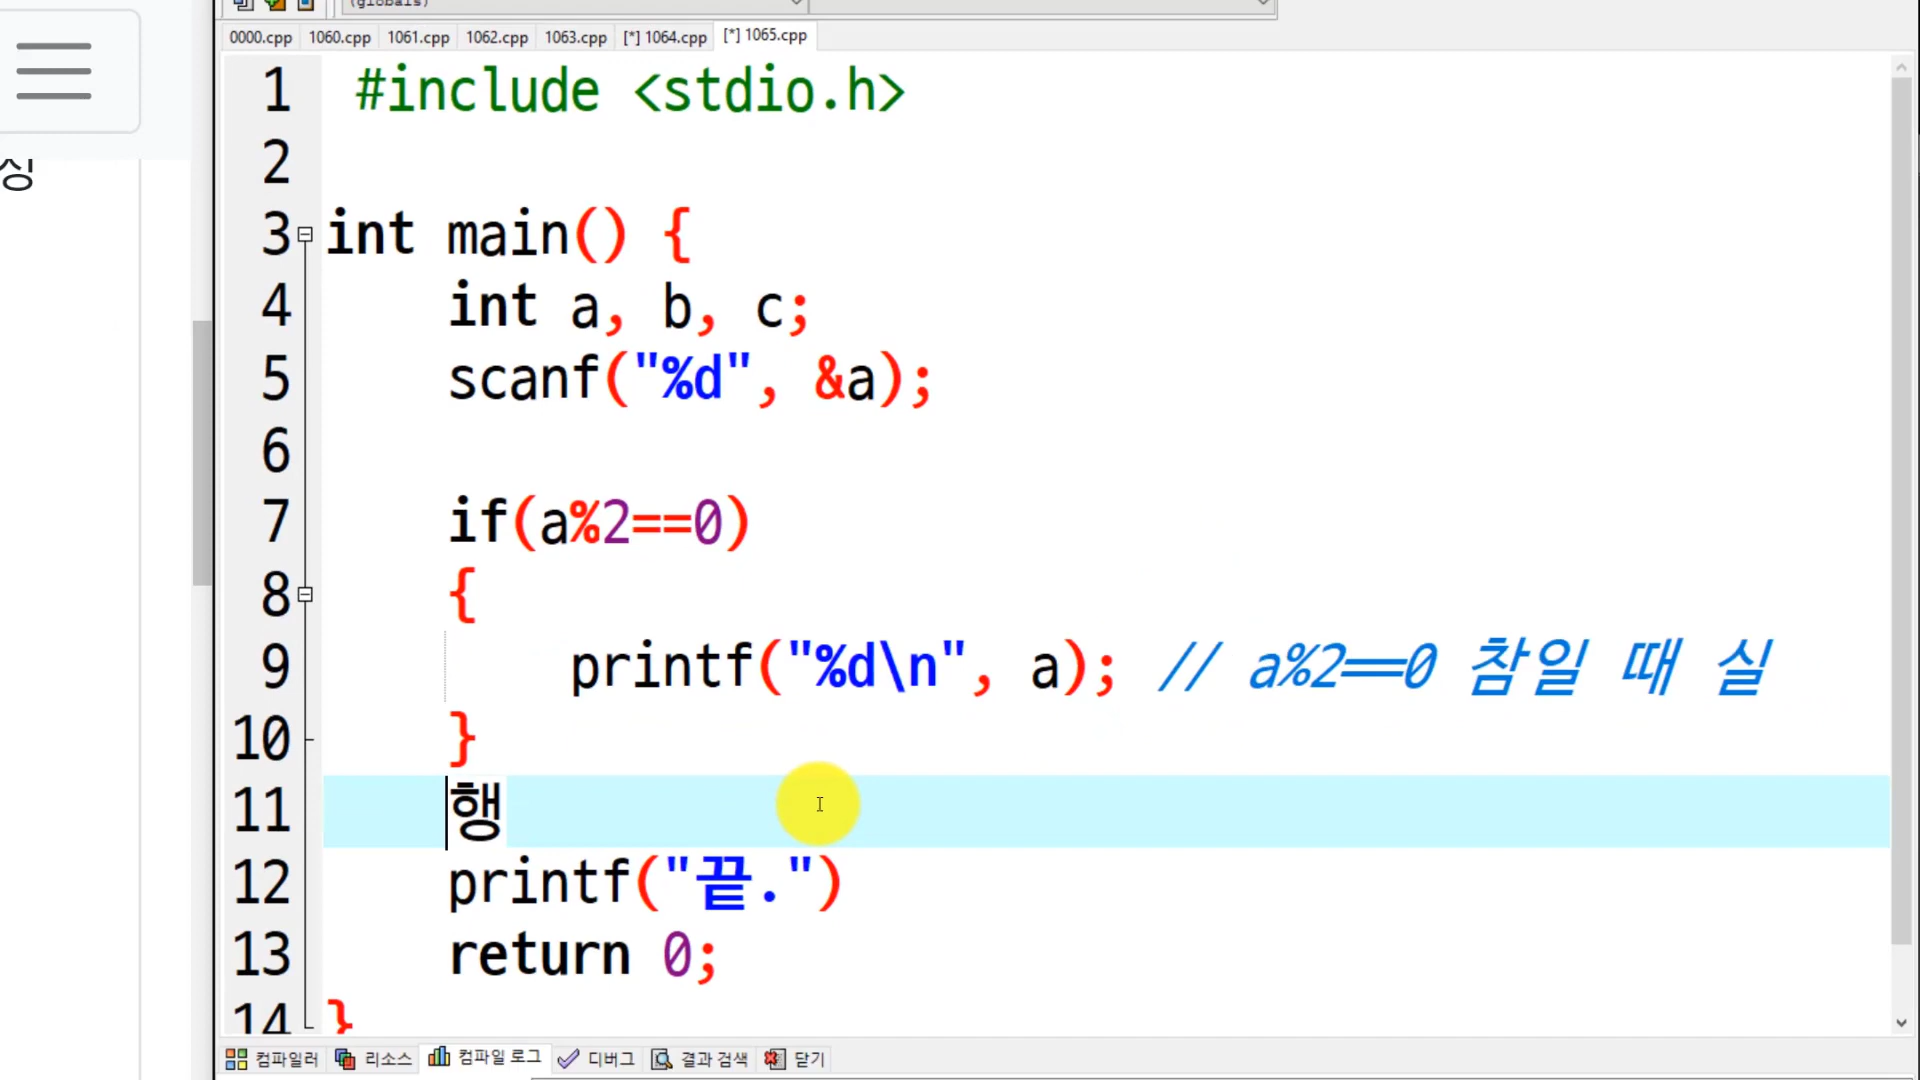 (globals)
0000.cpp 1060.cpp 1061.cpp 1062.cpp 1063.cpp [*] 1064.cpp [*] 1065.cpp
싱
1 #include <stdio.h>
2
3 int main() {
4 int a, b, c;
5 scanf("%d", &a);
6
7 if(a%2==0)
8 {
9 printf("%d\n", a); // a%2==0 참일 때 실
10 }
11 행
12 printf("끝.")
13 return 0;
14 }
컴파일러 리소스 컴파일 로그 디버그 결과 검색 닫기